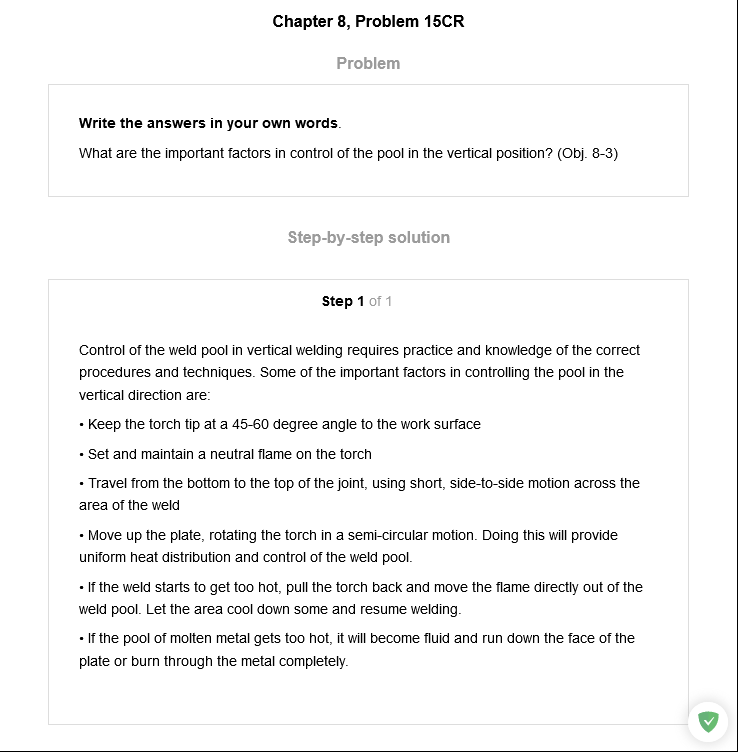 Chapter 8, Problem 15CR
Problem
Write the answers in your own words.
What are the important factors in control of the pool in the vertical position? (Obj. 8-3)
Step-by-step solution
Step 1 of 1
Control of the weld pool in vertical welding requires practice and knowledge of the correct
procedures and techniques. Some of the important factors in controlling the pool in the
vertical direction are:
• Keep the torch tip at a 45-60 degree angle to the work surface
• Set and maintain a neutral flame on the torch
• Travel from the bottom to the top of the joint, using short, side-to-side motion across the
area of the weld
• Move up the plate, rotating the torch in a semi-circular motion. Doing this will provide
uniform heat distribution and control of the weld pool.
• If the weld starts to get too hot, pull the torch back and move the flame directly out of the
weld pool. Let the area cool down some and resume welding.
• If the pool of molten metal gets too hot, it will become fluid and run down the face of the
plate or burn through the metal completely.